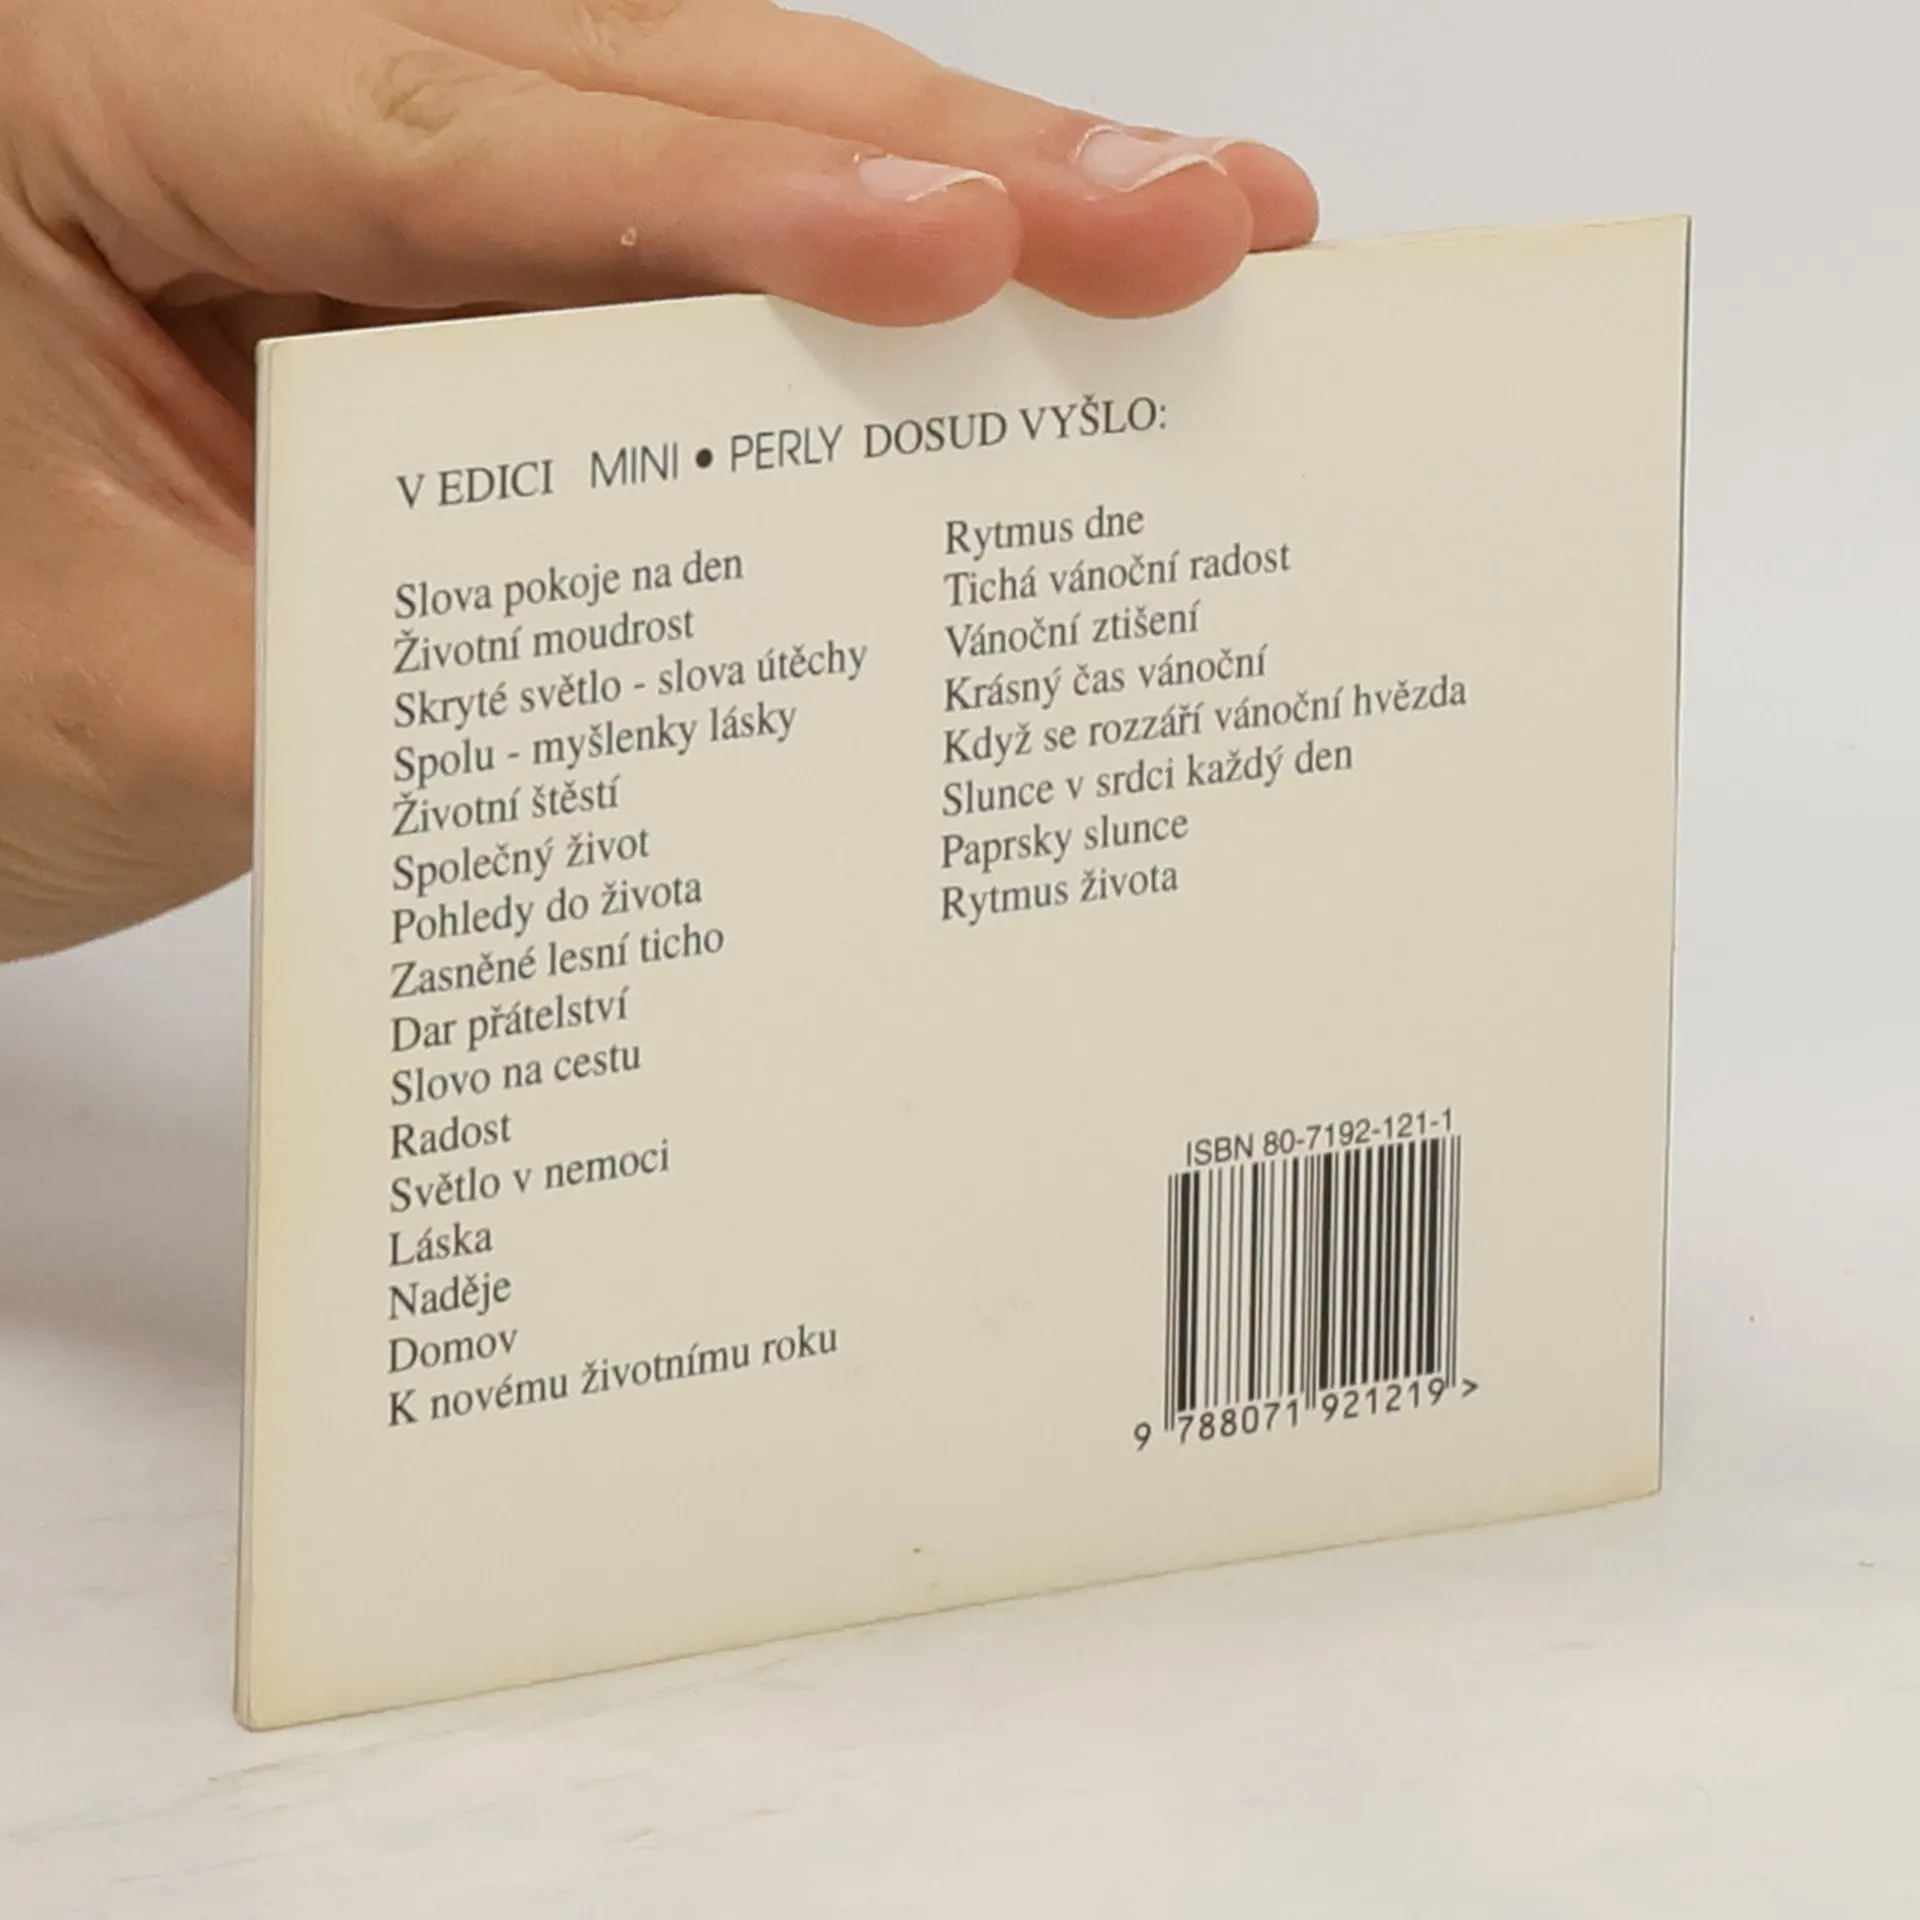 V EDICI MINI • PERLY DOSUD VYŠLO:
Slova pokoje na den
Životní moudrost
Skryté světlo - slova útěchy
Spolu - myšlenky lásky
Životní štěstí
Společný život
Pohledy do života
Zasněné lesní ticho
Dar přátelství
Slovo na cestu
Radost
Světlo v nemoci
Láska
Naděje
Domov
K novému životnímu roku
Rytmus dne
Tichá vánoční radost
Vánoční ztišení
Krásný čas vánoční
Když se rozzáří vánoční hvězda
Slunce v srdci každý den
Paprsky slunce
Rytmus života
ISBN 80-7192-121-1
9 788071 921219 >